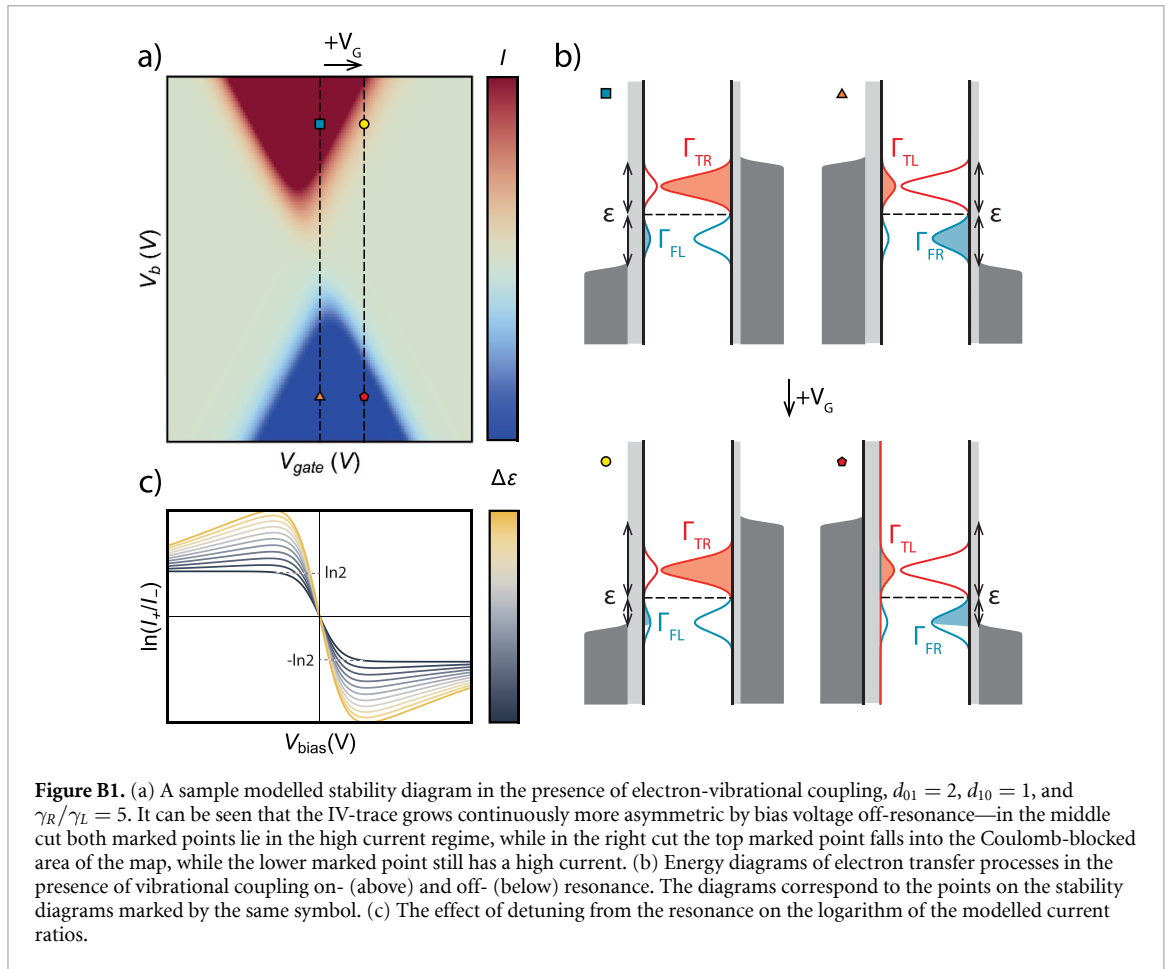 a)
+V_G
I
V_b (V)
V_gate (V)
b)
Γ_TR
ε
Γ_FL
Γ_TL
ε
Γ_FR
+V_G
Γ_TR
ε
Γ_FL
Γ_TL
ε
Γ_FR
c)
Δε
ln(I_+/I_-)
ln2
-ln2
V_bias(V)
Figure B1. (a) A sample modelled stability diagram in the presence of electron-vibrational coupling, d_01 = 2, d_10 = 1, and
γ_R/γ_L = 5. It can be seen that the IV-trace grows continuously more asymmetric by bias voltage off-resonance—in the middle
cut both marked points lie in the high current regime, while in the right cut the top marked point falls into the Coulomb-blocked
area of the map, while the lower marked point still has a high current. (b) Energy diagrams of electron transfer processes in the
presence of vibrational coupling on- (above) and off- (below) resonance. The diagrams correspond to the points on the stability
diagrams marked by the same symbol. (c) The effect of detuning from the resonance on the logarithm of the modelled current
ratios.